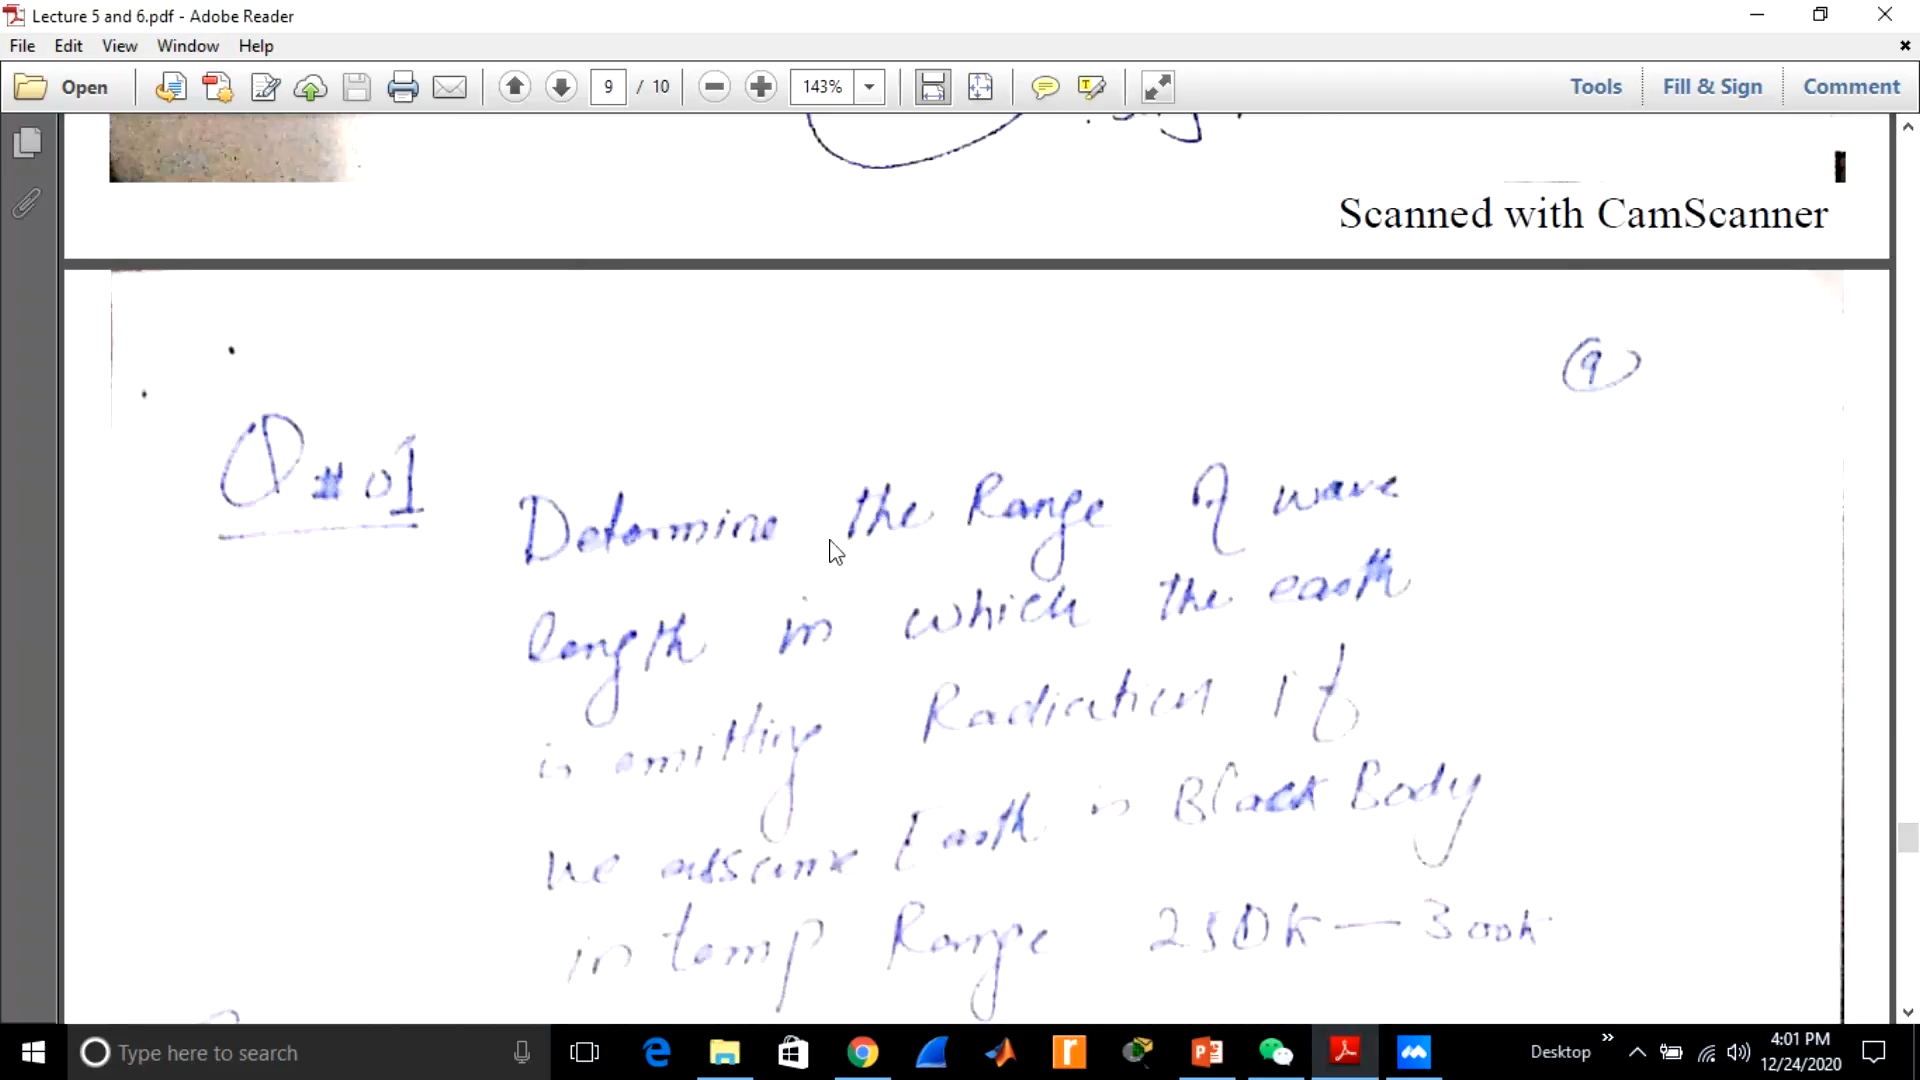 Lecture 5 and 6.pdf - Adobe Reader
File Edit View Window Help
Open 9 / 10 143% Tools Fill & Sign Comment
Scanned with CamScanner
9
Q #01
Determine the Range of wave
length in which the earth
is emitting Radiation if
we assume Earth is Black Body
in temp Range 250K — 300K
Type here to search
Desktop
4:01 PM
12/24/2020